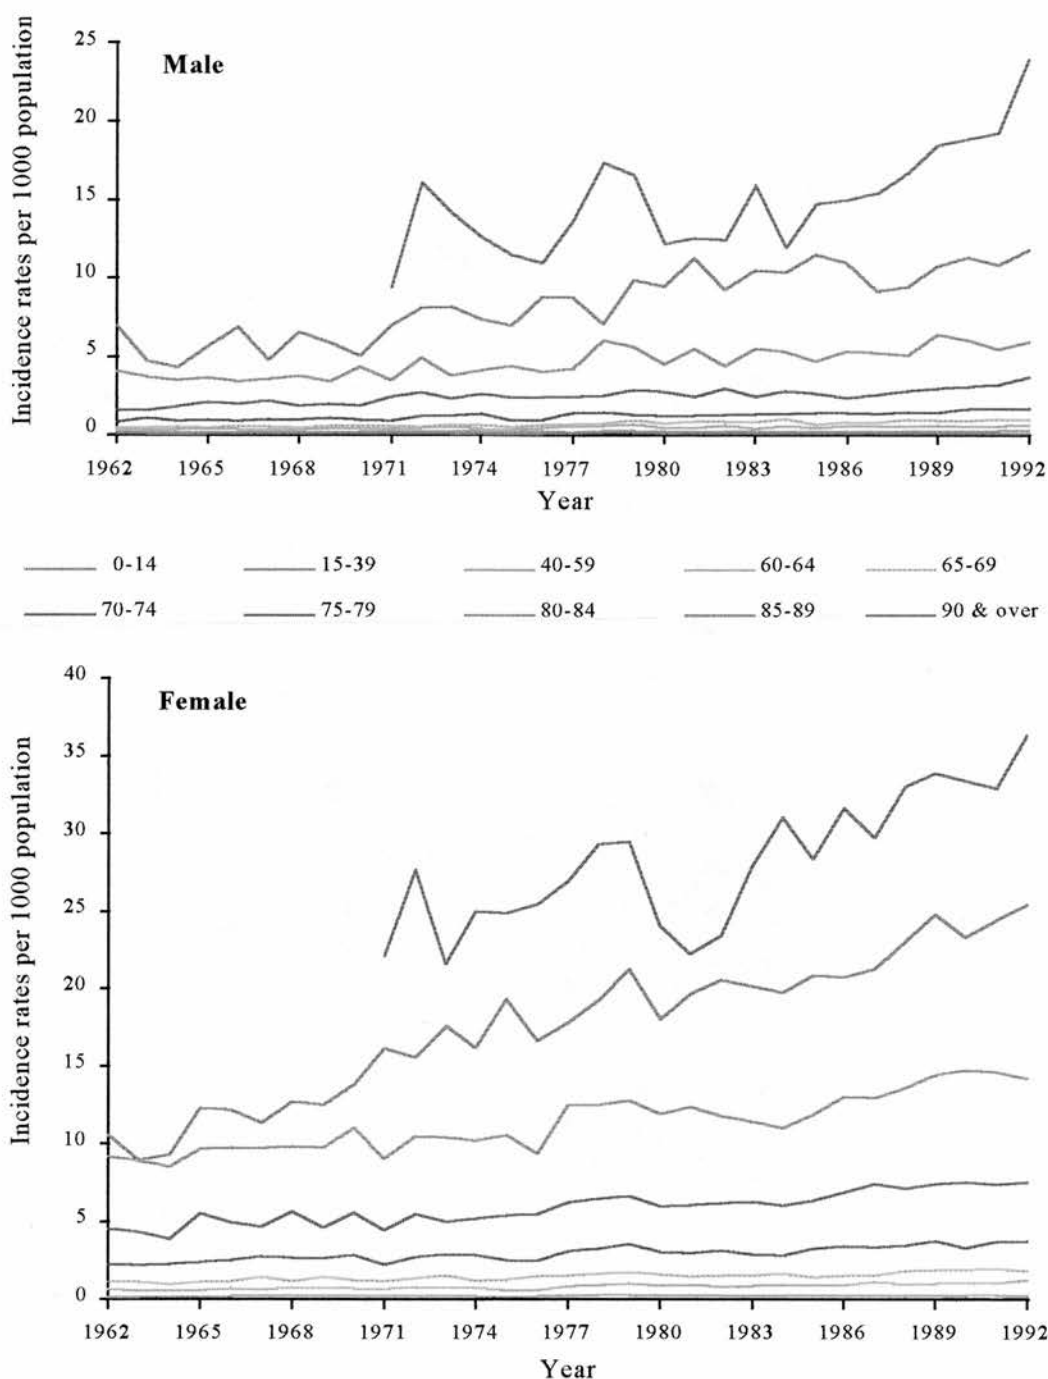 Male
Incidence rates per 1000 population
25
20
15
10
5
0
1962 1965 1968 1971 1974 1977 1980 1983 1986 1989 1992
Year
0-14 15-39 40-59 60-64 65-69
70-74 75-79 80-84 85-89 90 & over
Female
Incidence rates per 1000 population
40
35
30
25
20
15
10
5
0
1962 1965 1968 1971 1974 1977 1980 1983 1986 1989 1992
Year